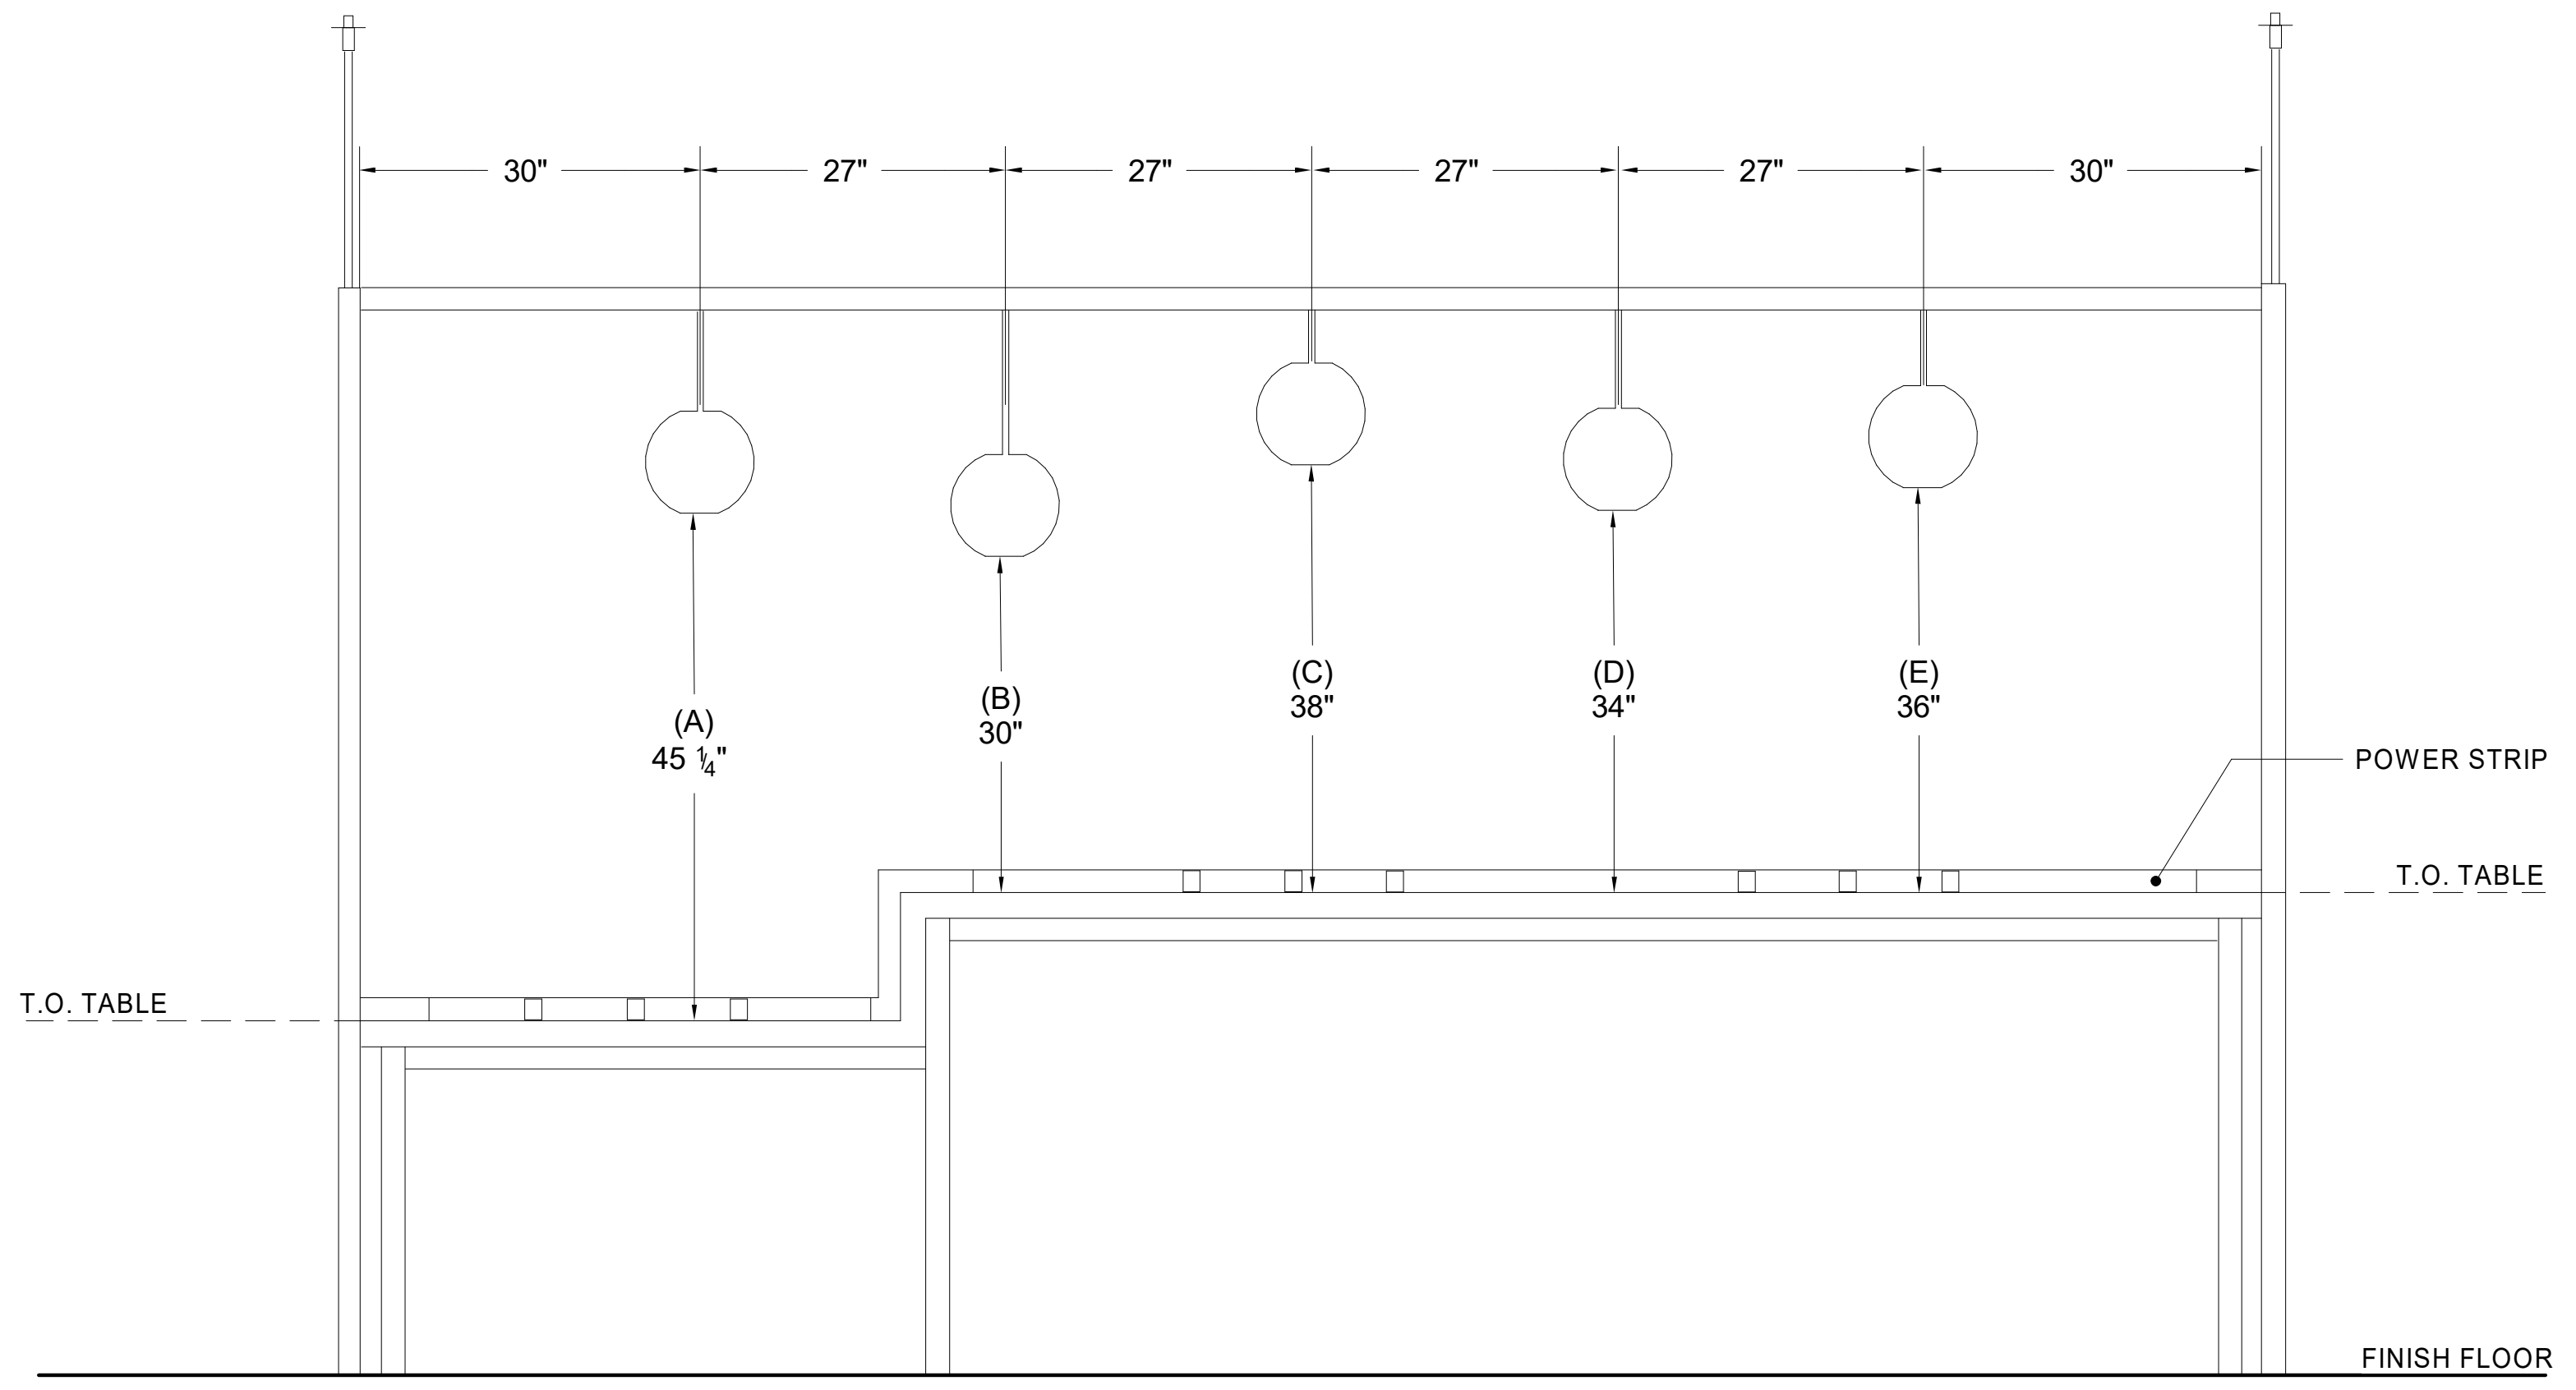 30"
27"
27"
27"
27"
30"
(A)
45 ¼"
(B)
30"
(C)
38"
(D)
34"
(E)
36"
POWER STRIP
T.O. TABLE
T.O. TABLE
FINISH FLOOR